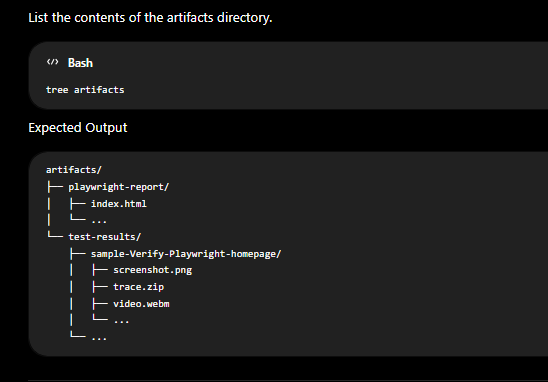 List the contents of the artifacts directory.
</> Bash
tree artifacts
Expected Output
artifacts/
├── playwright-report/
│   ├── index.html
│   └── ...
└── test-results/
    ├── sample-Verify-Playwright-homepage/
    │   ├── screenshot.png
    │   ├── trace.zip
    │   ├── video.webm
    │   └── ...
    └── ...